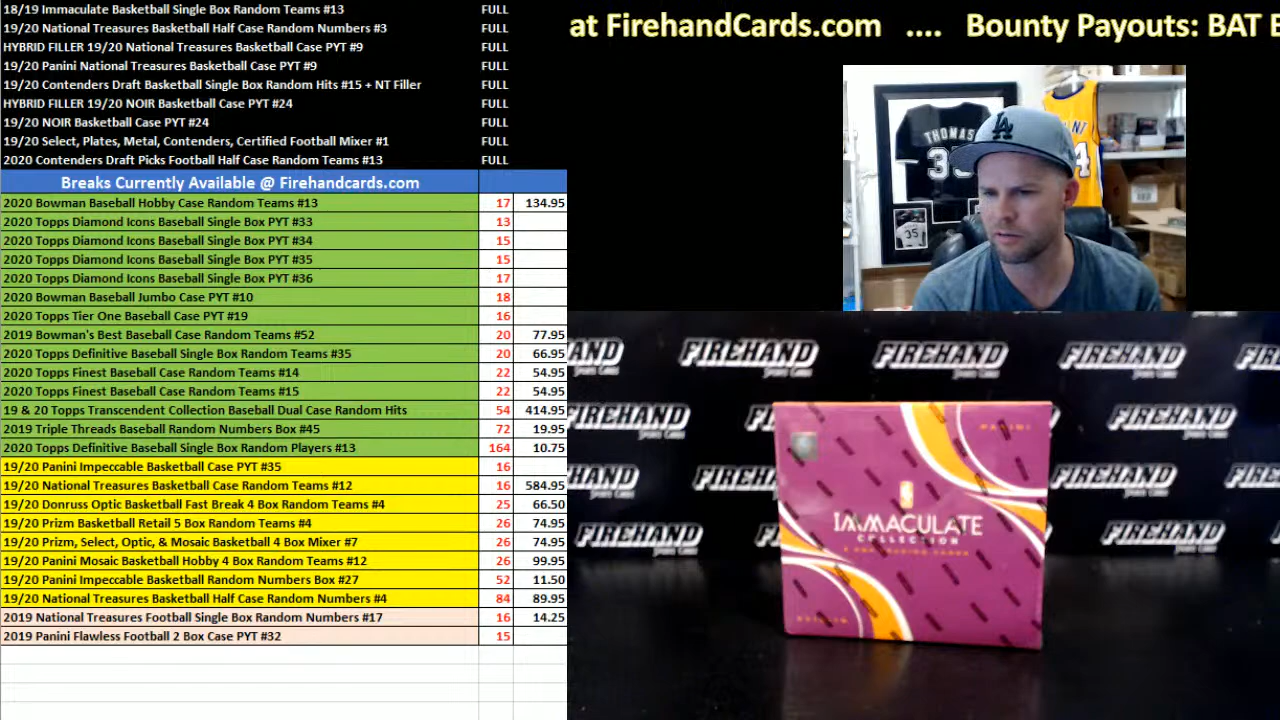 18/19 Immaculate Basketball Single Box Random Teams #13 FULL
19/20 National Treasures Basketball Half Case Random Numbers #3 FULL
HYBRID FILLER 19/20 National Treasures Basketball Case PYT #9 FULL
19/20 Panini National Treasures Basketball Case PYT #9 FULL
19/20 Contenders Draft Basketball Single Box Random Hits #15 + NT Filler FULL
HYBRID FILLER 19/20 NOIR Basketball Case PYT #24 FULL
19/20 NOIR Basketball Case PYT #24 FULL
19/20 Select, Plates, Metal, Contenders, Certified Football Mixer #1 FULL
2020 Contenders Draft Picks Football Half Case Random Teams #13 FULL
Breaks Currently Available @ Firehandcards.com
2020 Bowman Baseball Hobby Case Random Teams #13 17 134.95
2020 Topps Diamond Icons Baseball Single Box PYT #33 13
2020 Topps Diamond Icons Baseball Single Box PYT #34 15
2020 Topps Diamond Icons Baseball Single Box PYT #35 15
2020 Topps Diamond Icons Baseball Single Box PYT #36 17
2020 Bowman Baseball Jumbo Case PYT #10 18
2020 Topps Tier One Baseball Case PYT #19 16
2019 Bowman's Best Baseball Case Random Teams #52 20 77.95
2020 Topps Definitive Baseball Single Box Random Teams #35 20 66.95
2020 Topps Finest Baseball Case Random Teams #14 22 54.95
2020 Topps Finest Baseball Case Random Teams #15 22 54.95
19 & 20 Topps Transcendent Collection Baseball Dual Case Random Hits 54 414.95
2019 Triple Threads Baseball Random Numbers Box #45 72 19.95
2020 Topps Definitive Baseball Single Box Random Players #13 164 10.75
19/20 Panini Impeccable Basketball Case PYT #35 16
19/20 National Treasures Basketball Case Random Teams #12 16 584.95
19/20 Donruss Optic Basketball Fast Break 4 Box Random Teams #4 25 66.50
19/20 Prizm Basketball Retail 5 Box Random Teams #4 26 74.95
19/20 Prizm, Select, Optic, & Mosaic Basketball 4 Box Mixer #7 26 74.95
19/20 Panini Mosaic Basketball Hobby 4 Box Random Teams #12 26 99.95
19/20 Panini Impeccable Basketball Random Numbers Box #27 52 11.50
19/20 National Treasures Basketball Half Case Random Numbers #4 84 89.95
2019 National Treasures Football Single Box Random Numbers #17 16 14.25
2019 Panini Flawless Football 2 Box Case PYT #32 15
at FirehandCards.com .... Bounty Payouts: BAT
THOMAS
35
LA
NT
4
35
FIREHAND FIREHAND FIREHAND
FIREHAND FIREHAND
PANINI
IMMACULATE
COLLECTION